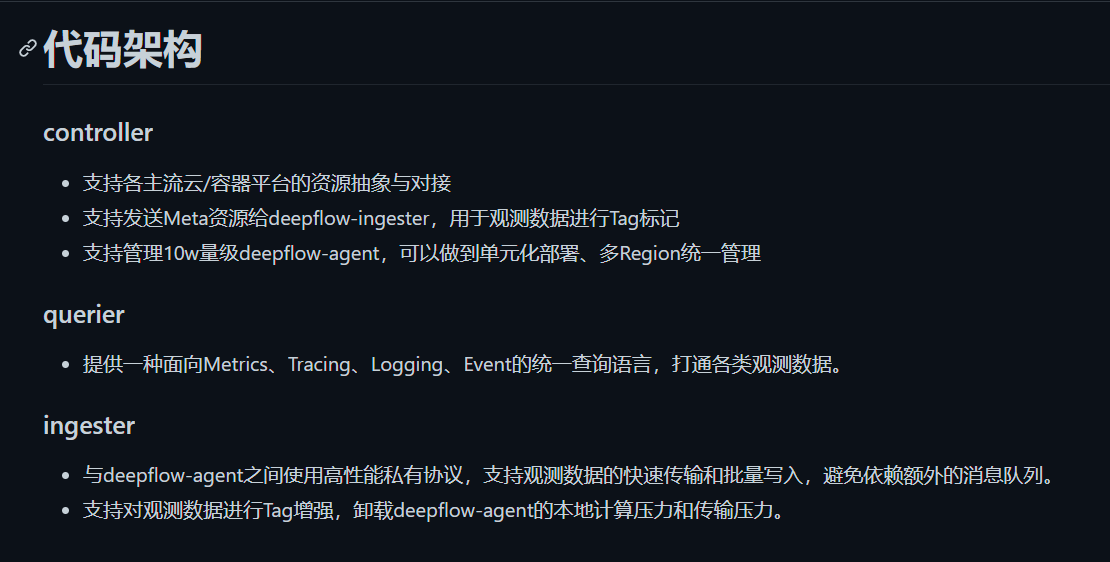 代码架构
controller
支持各主流云/容器平台的资源抽象与对接
支持发送Meta资源给deepflow-ingester，用于观测数据进行Tag标记
支持管理10w量级deepflow-agent，可以做到单元化部署、多Region统一管理
querier
提供一种面向Metrics、Tracing、Logging、Event的统一查询语言，打通各类观测数据。
ingester
与deepflow-agent之间使用高性能私有协议，支持观测数据的快速传输和批量写入，避免依赖额外的消息队列。
支持对观测数据进行Tag增强，卸载deepflow-agent的本地计算压力和传输压力。